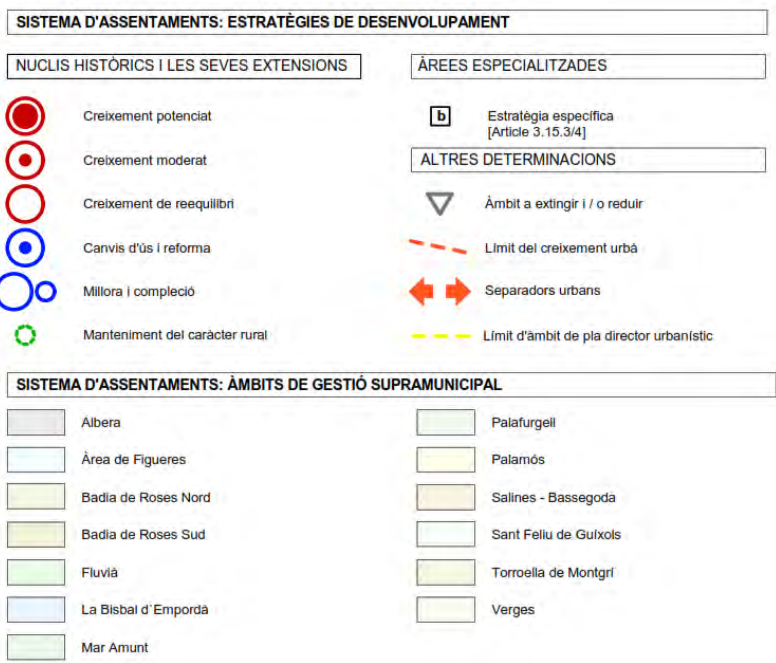 SISTEMA D'ASSENTAMENTS: ESTRATÈGIES DE DESENVOLUPAMENT
NUCLIS HISTÒRICS I LES SEVES EXTENSIONS
Creixement potenciat
Creixement moderat
Creixement de reequilibri
Canvis d'ús i reforma
Millora i compleció
Manteniment del caràcter rural
ÀREES ESPECIALITZADES
b
Estratègia específica
[Article 3.15.3/4]
ALTRES DETERMINACIONS
Àmbit a extingir i / o reduir
Límit del creixement urbà
Separadors urbans
Límit d'àmbit de pla director urbanístic
SISTEMA D'ASSENTAMENTS: ÀMBITS DE GESTIÓ SUPRAMUNICIPAL
Albera
Àrea de Figueres
Badia de Roses Nord
Badia de Roses Sud
Fluvià
La Bisbal d'Empordà
Mar Amunt
Palafurgell
Palamós
Salines - Bassegoda
Sant Feliu de Guíxols
Torroella de Montgrí
Verges